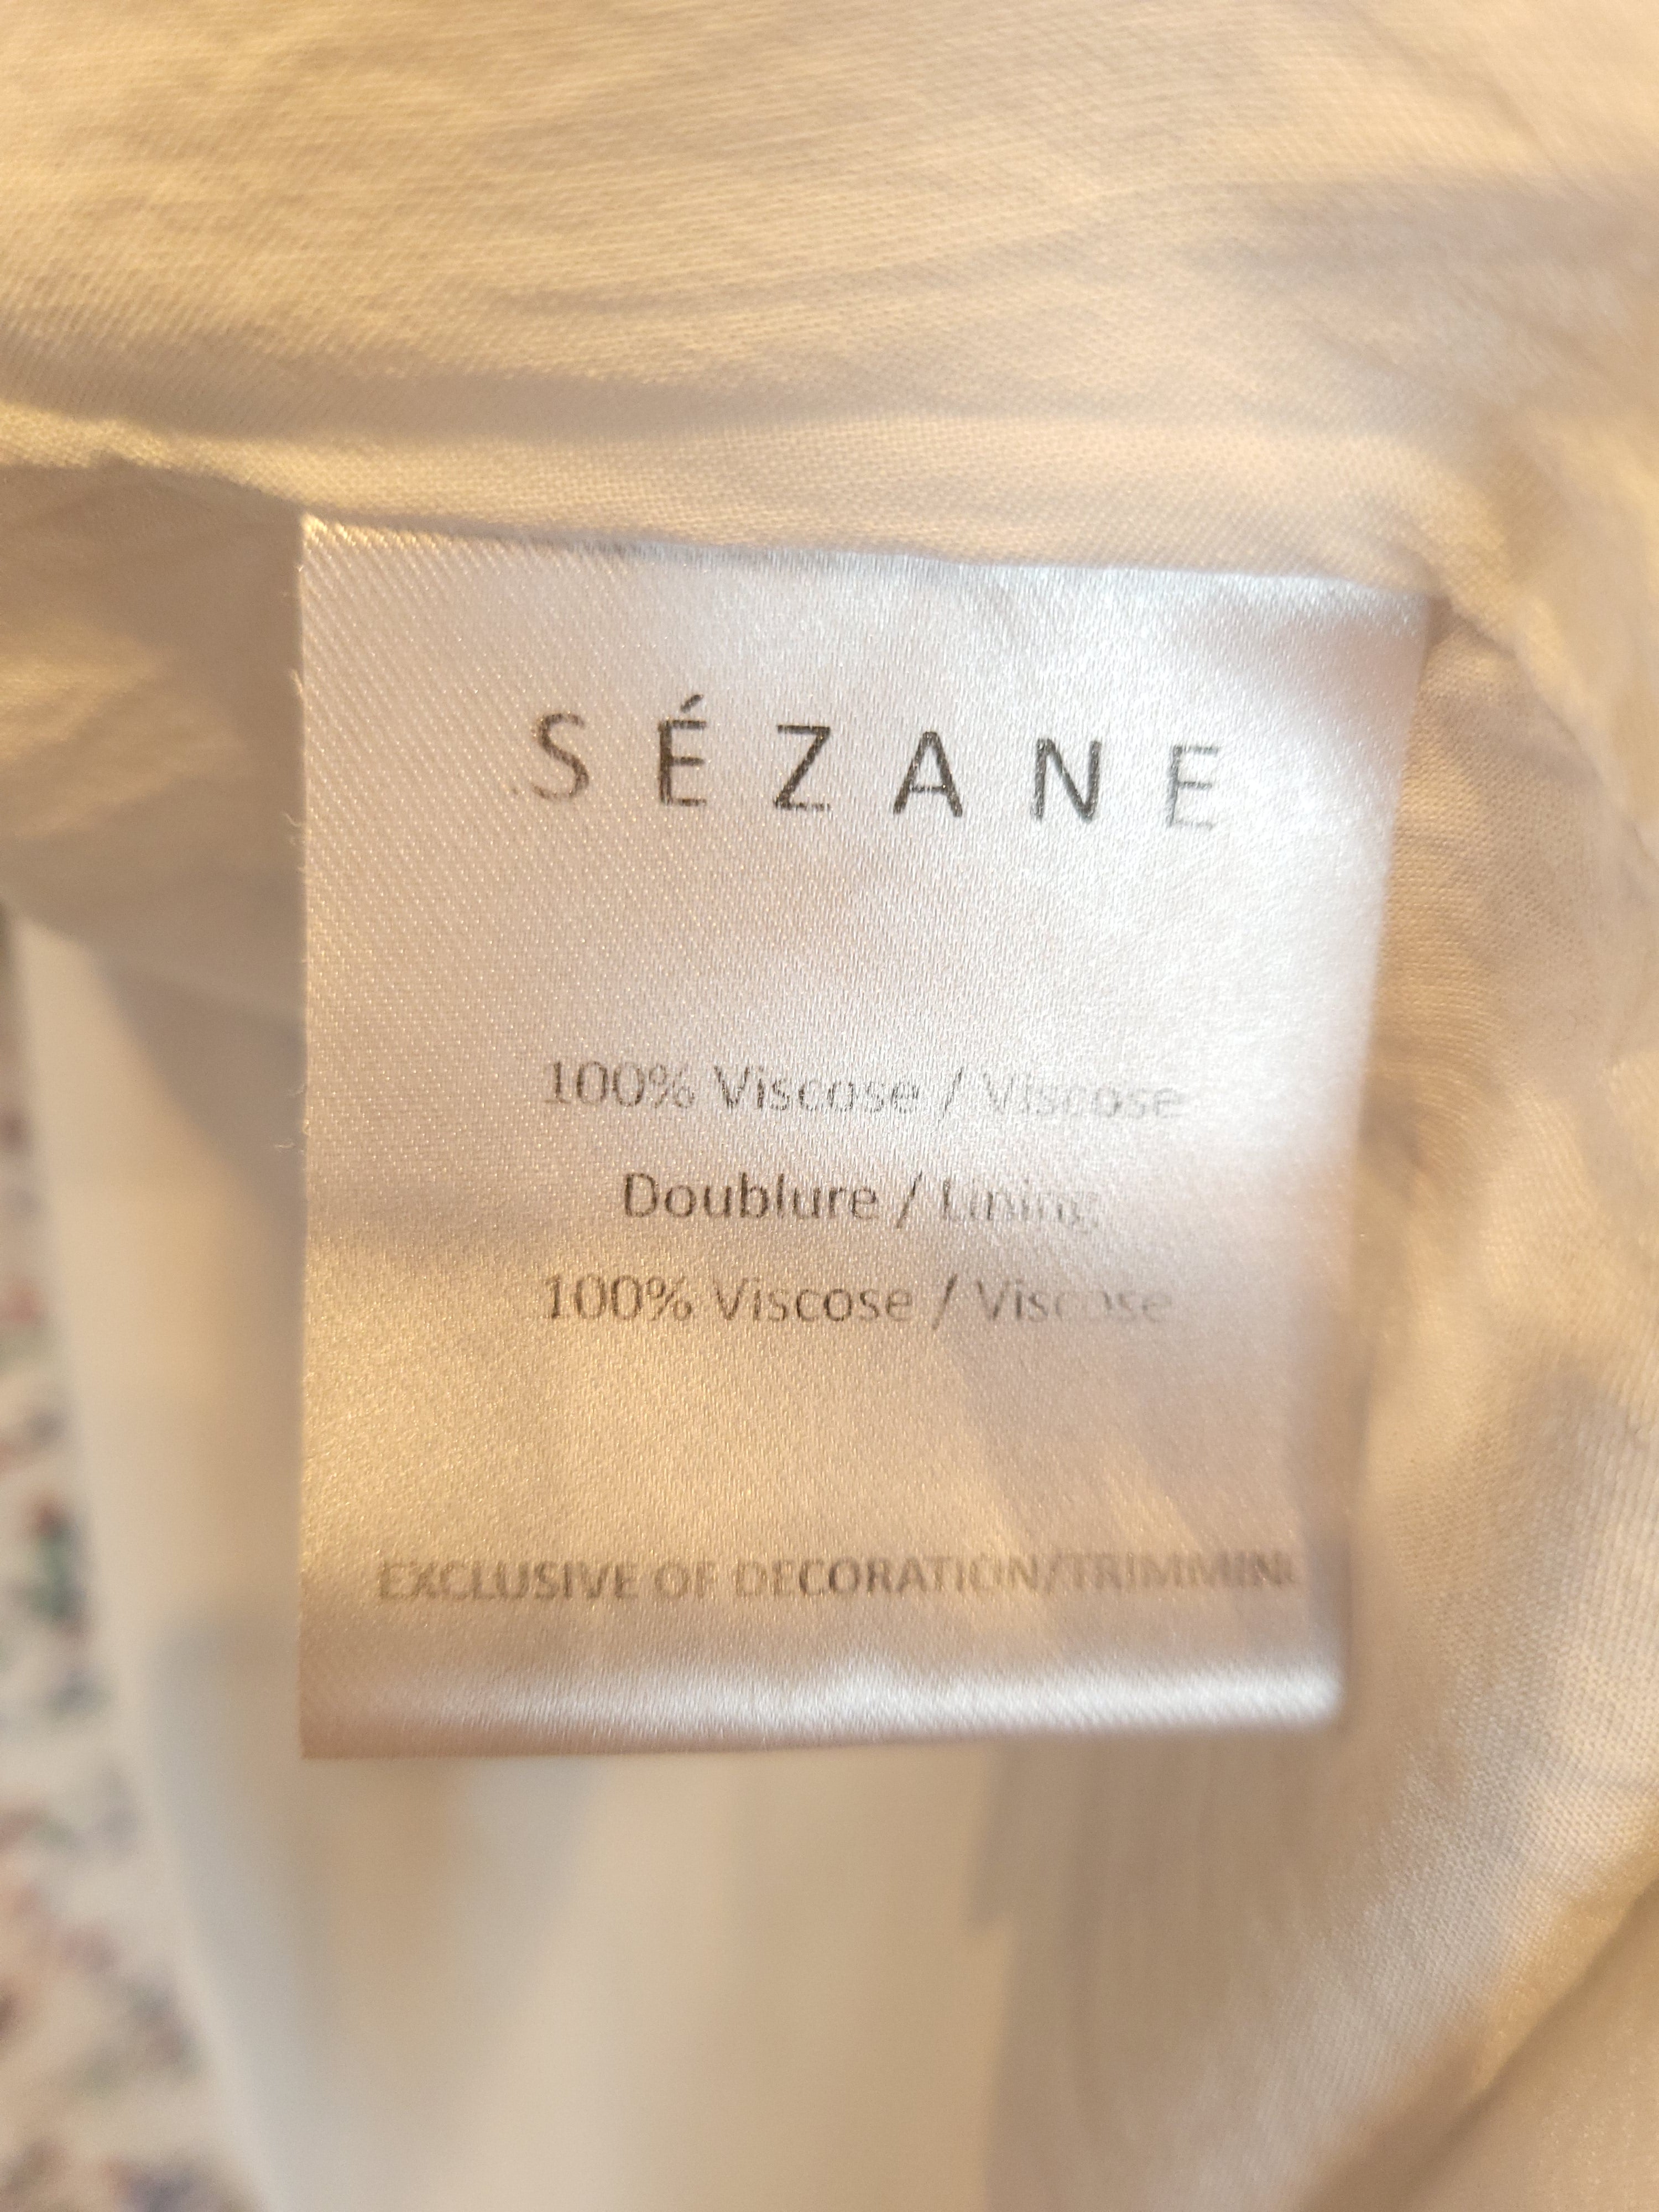 SÉZANE
100% Viscose / Viscose
Doublure / Lining
100% Viscose / Viscose
EXCLUSIVE OF DECORATION/TRIMMING